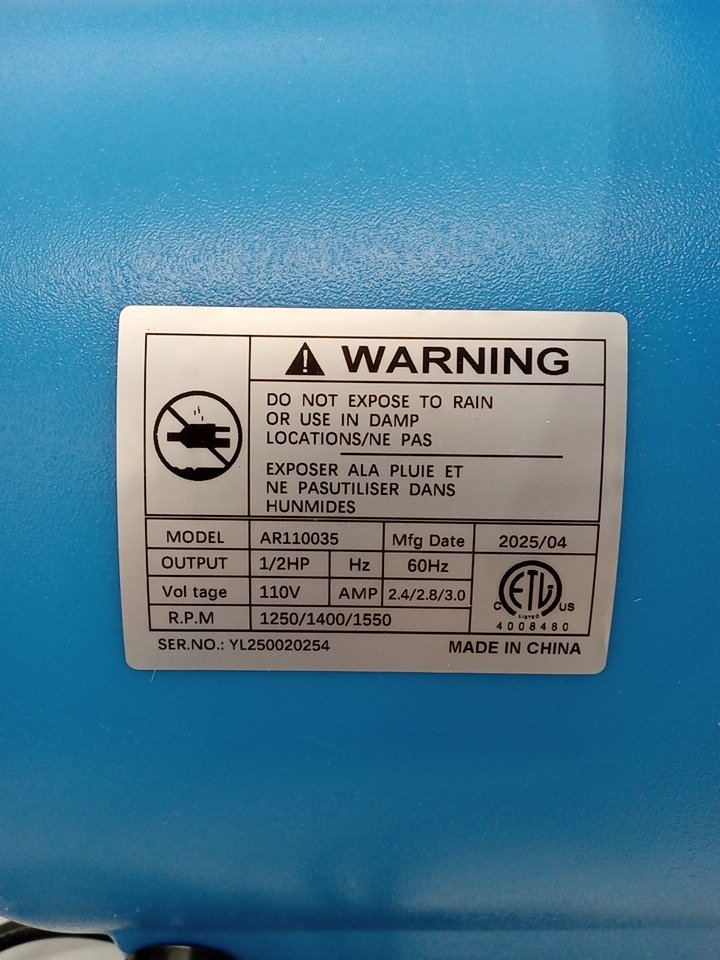 WARNING
DO NOT EXPOSE TO RAIN
OR USE IN DAMP
LOCATIONS/NE PAS
EXPOSER ALA PLUIE ET
NE PASUTILISER DANS
HUNMIDES
MODEL AR110035 Mfg Date 2025/04
OUTPUT 1/2HP Hz 60Hz
Vol tage 110V AMP 2.4/2.8/3.0
R.P.M 1250/1400/1550
C ETL US
LISTED
4008480
SER.NO.: YL250020254 MADE IN CHINA